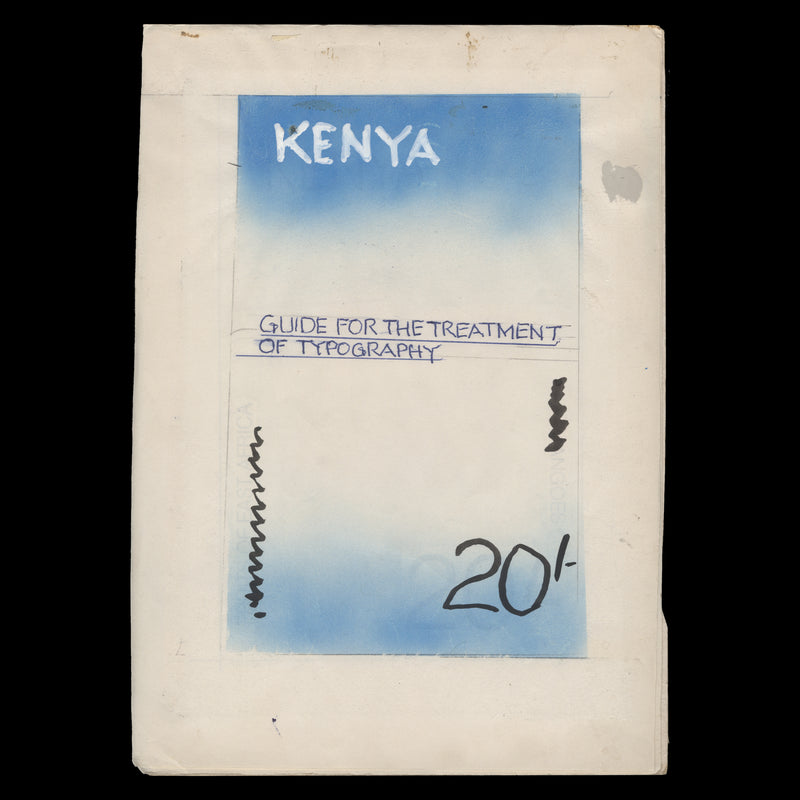 KENYA
GUIDE FOR THE TREATMENT
OF TYPOGRAPHY
20/-